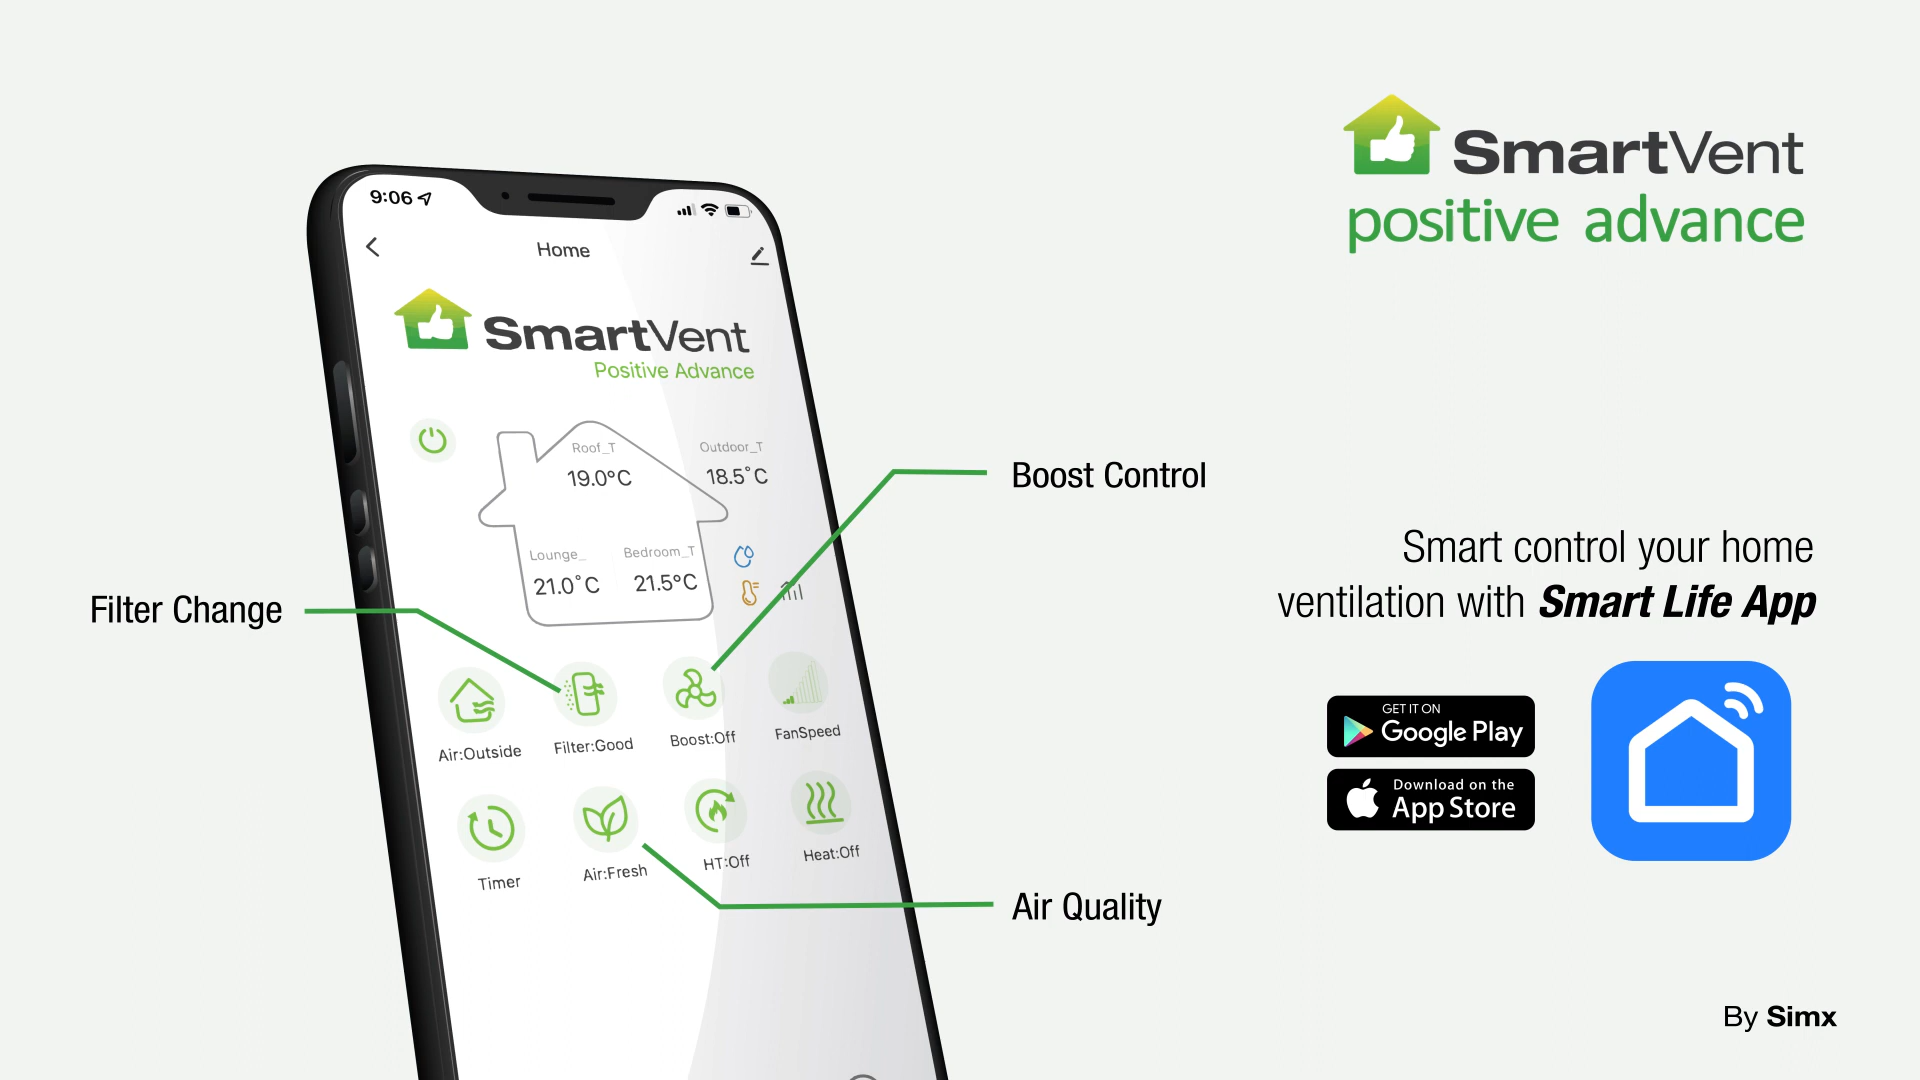 SmartVent
positive advance
9:06
Home
SmartVent
Positive Advance
Roof_T
19.0°C
Outdoor_T
18.5°C
Lounge_
21.0°C
Bedroom_T
21.5°C
Air:Outside
Filter:Good
Boost:Off
FanSpeed
Timer
Air:Fresh
HT:Off
Heat:Off
Filter Change
Boost Control
Air Quality
Smart control your home
ventilation with Smart Life App
GET IT ON
Google Play
Download on the
App Store
By Simx